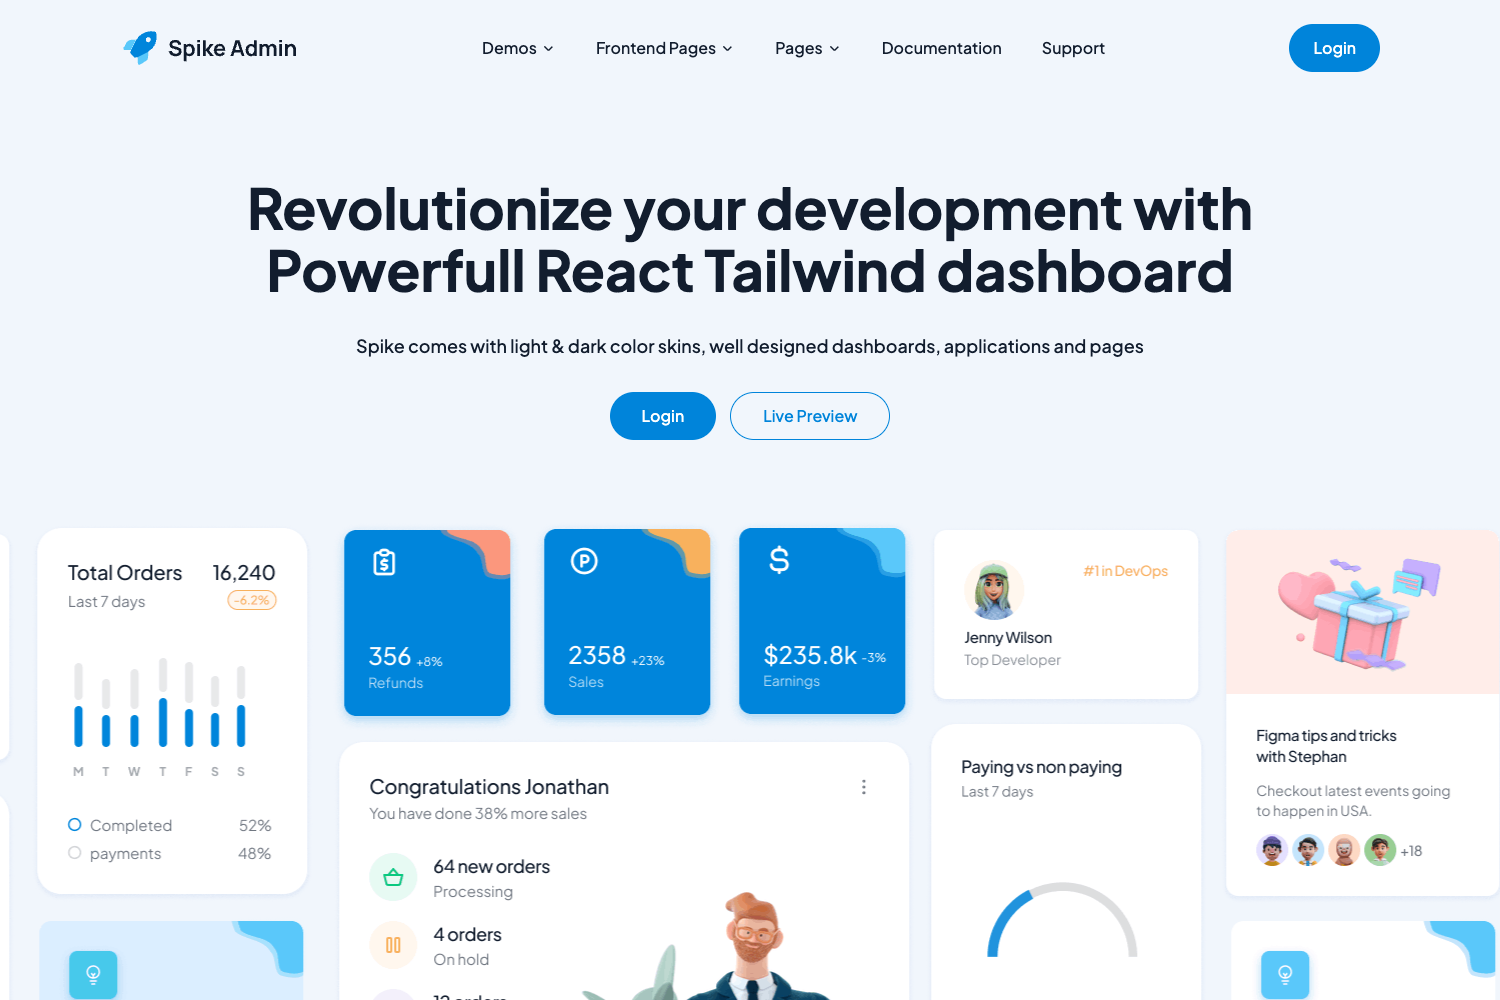 Spike Admin
Demos
Frontend Pages
Pages
Documentation
Support
Login
Revolutionize your development with
Powerfull React Tailwind dashboard
Spike comes with light & dark color skins, well designed dashboards, applications and pages
Login
Live Preview
Total Orders 16,240
Last 7 days -6.2%
M T W T F S S
Completed 52%
payments 48%
356 +8%
Refunds
2358 +23%
Sales
$235.8k -3%
Earnings
Congratulations Jonathan
You have done 38% more sales
64 new orders
Processing
4 orders
On hold
12 orders
#1 in DevOps
Jenny Wilson
Top Developer
Paying vs non paying
Last 7 days
Figma tips and tricks
with Stephan
Checkout latest events going
to happen in USA.
+18